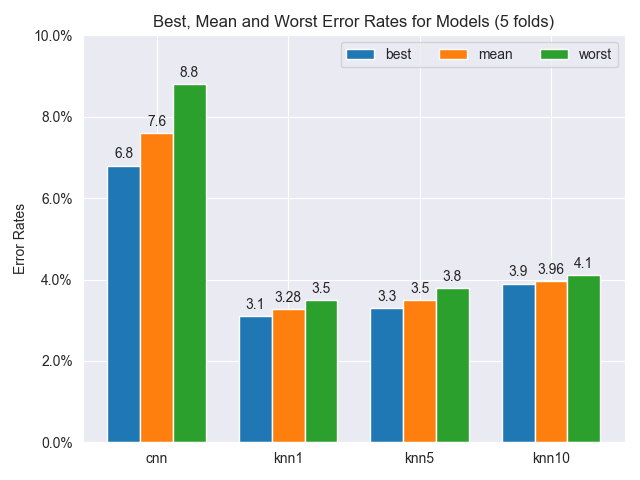 Best, Mean and Worst Error Rates for Models (5 folds)
best mean worst
Error Rates
10.0%
8.0%
6.0%
4.0%
2.0%
0.0%
6.8 7.6 8.8
3.1 3.28 3.5
3.3 3.5 3.8
3.9 3.96 4.1
cnn knn1 knn5 knn10